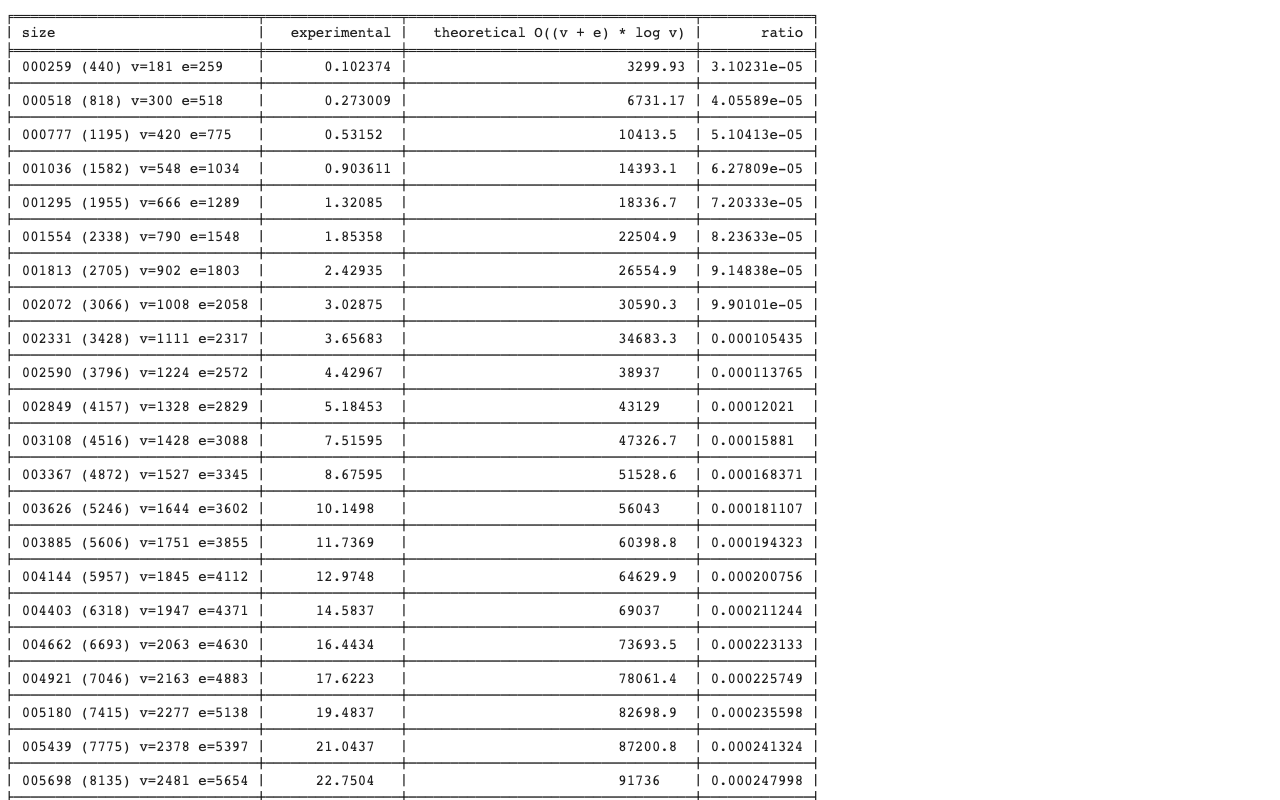 size experimental theoretical O((v + e) * log v) ratio
000259 (440) v=181 e=259 0.102374 3299.93 3.10231e-05
000518 (818) v=300 e=518 0.273009 6731.17 4.05589e-05
000777 (1195) v=420 e=775 0.53152 10413.5 5.10413e-05
001036 (1582) v=548 e=1034 0.903611 14393.1 6.27809e-05
001295 (1955) v=666 e=1289 1.32085 18336.7 7.20333e-05
001554 (2338) v=790 e=1548 1.85358 22504.9 8.23633e-05
001813 (2705) v=902 e=1803 2.42935 26554.9 9.14838e-05
002072 (3066) v=1008 e=2058 3.02875 30590.3 9.90101e-05
002331 (3428) v=1111 e=2317 3.65683 34683.3 0.000105435
002590 (3796) v=1224 e=2572 4.42967 38937 0.000113765
002849 (4157) v=1328 e=2829 5.18453 43129 0.00012021
003108 (4516) v=1428 e=3088 7.51595 47326.7 0.00015881
003367 (4872) v=1527 e=3345 8.67595 51528.6 0.000168371
003626 (5246) v=1644 e=3602 10.1498 56043 0.000181107
003885 (5606) v=1751 e=3855 11.7369 60398.8 0.000194323
004144 (5957) v=1845 e=4112 12.9748 64629.9 0.000200756
004403 (6318) v=1947 e=4371 14.5837 69037 0.000211244
004662 (6693) v=2063 e=4630 16.4434 73693.5 0.000223133
004921 (7046) v=2163 e=4883 17.6223 78061.4 0.000225749
005180 (7415) v=2277 e=5138 19.4837 82698.9 0.000235598
005439 (7775) v=2378 e=5397 21.0437 87200.8 0.000241324
005698 (8135) v=2481 e=5654 22.7504 91736 0.000247998